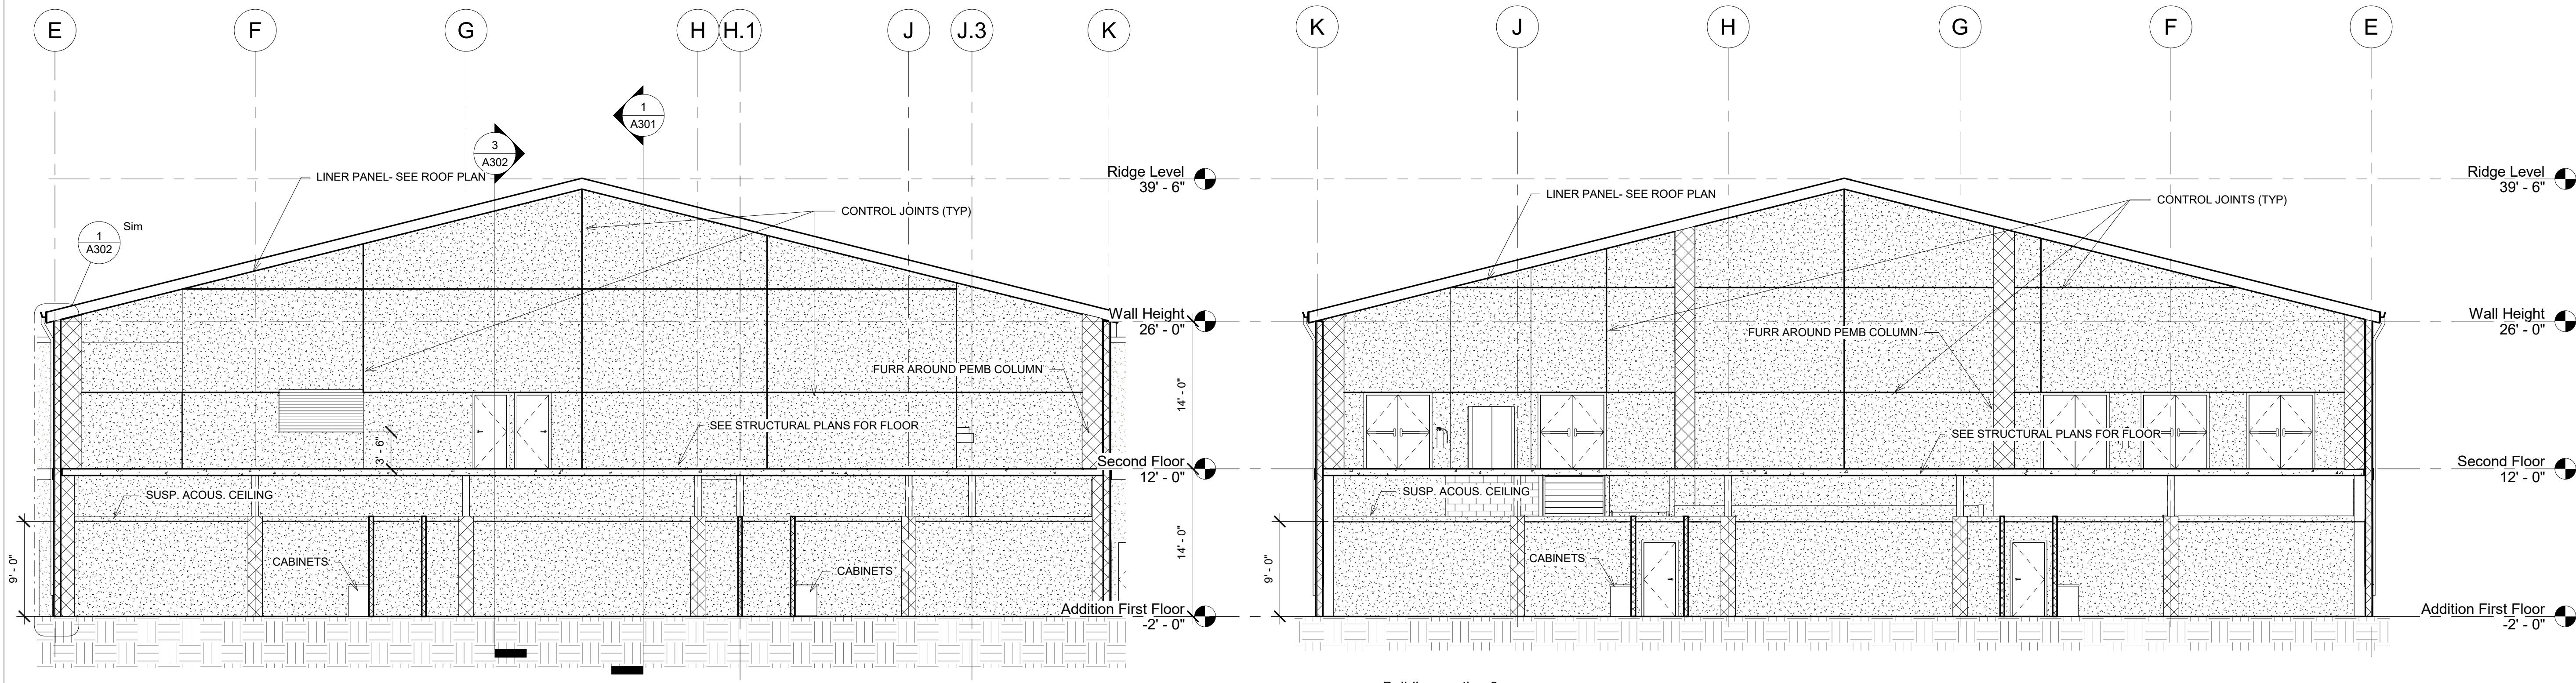 E F G H H.1 J J.3 K K J H G F E
1
A301
3
A302
LINER PANEL- SEE ROOF PLAN
Ridge Level
39' - 6"
LINER PANEL- SEE ROOF PLAN
Ridge Level
39' - 6"
CONTROL JOINTS (TYP)
CONTROL JOINTS (TYP)
1
A302
Sim
Wall Height
26' - 0"
FURR AROUND PEMB COLUMN
Wall Height
26' - 0"
FURR AROUND PEMB COLUMN
14' - 0"
3' - 6"
SEE STRUCTURAL PLANS FOR FLOOR
SEE STRUCTURAL PLANS FOR FLOOR
Second Floor
12' - 0"
Second Floor
12' - 0"
SUSP. ACOUS. CEILING
SUSP. ACOUS. CEILING
14' - 0"
9' - 0"
CABINETS
CABINETS
9' - 0"
CABINETS
Addition First Floor
-2' - 0"
Addition First Floor
-2' - 0"